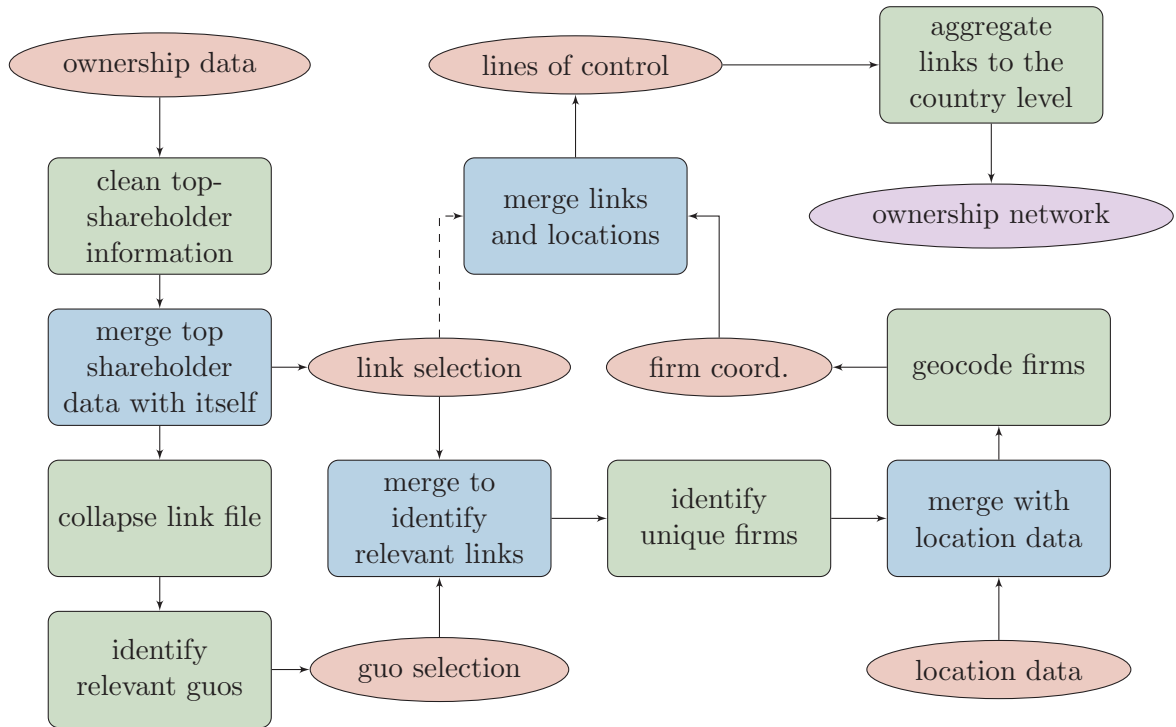 ownership data
lines of control
aggregate
links to the
country level
clean top-
shareholder
information
merge links
and locations
ownership network
merge top
shareholder
data with itself
link selection
firm coord.
geocode firms
collapse link file
merge to
identify
relevant links
identify
unique firms
merge with
location data
identify
relevant guos
guo selection
location data